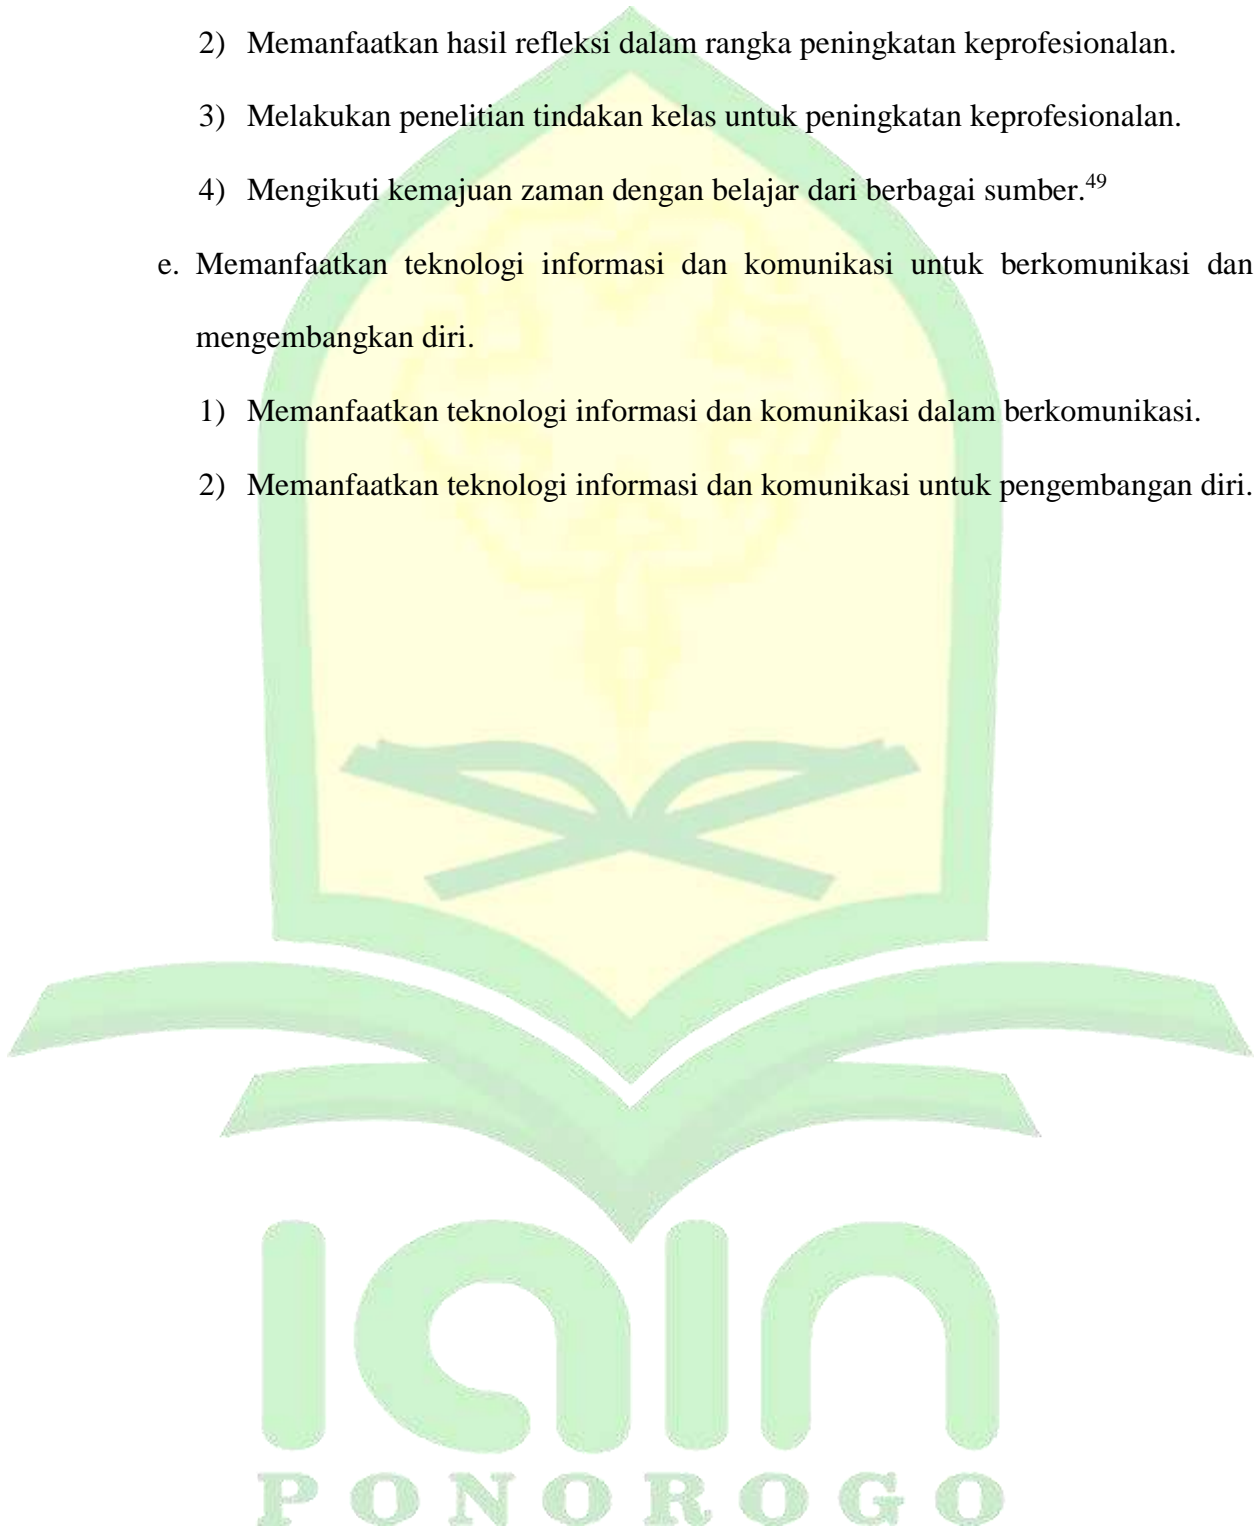 2) Memanfaatkan hasil refleksi dalam rangka peningkatan keprofesionalan.
3) Melakukan penelitian tindakan kelas untuk peningkatan keprofesionalan.
4) Mengikuti kemajuan zaman dengan belajar dari berbagai sumber.49
e. Memanfaatkan teknologi informasi dan komunikasi untuk berkomunikasi dan
mengembangkan diri.
1) Memanfaatkan teknologi informasi dan komunikasi dalam berkomunikasi.
2) Memanfaatkan teknologi informasi dan komunikasi untuk pengembangan diri.
iain
PONOROGO